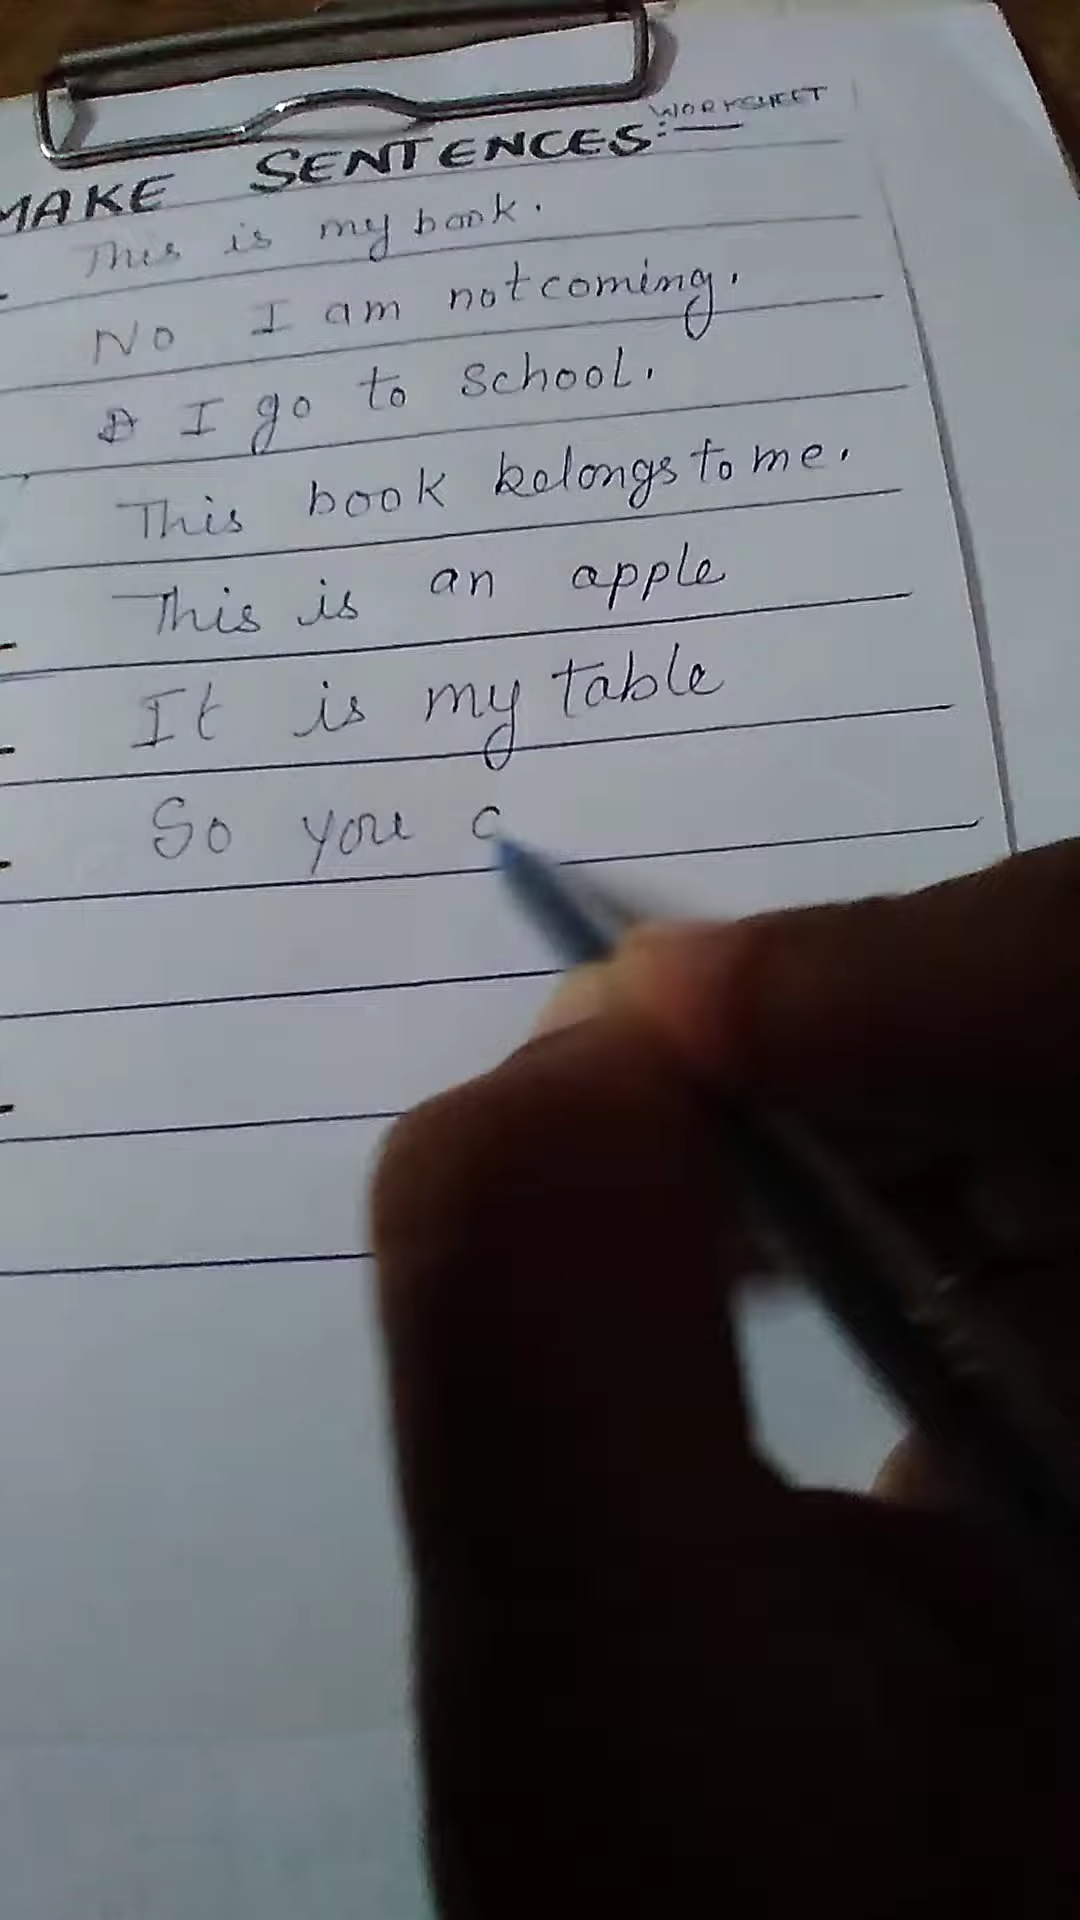 WORKSHEET
MAKE SENTENCES:—
This is my book.
No I am not coming.
I go to school.
This book belongs to me.
This is an apple
It is my table
So you